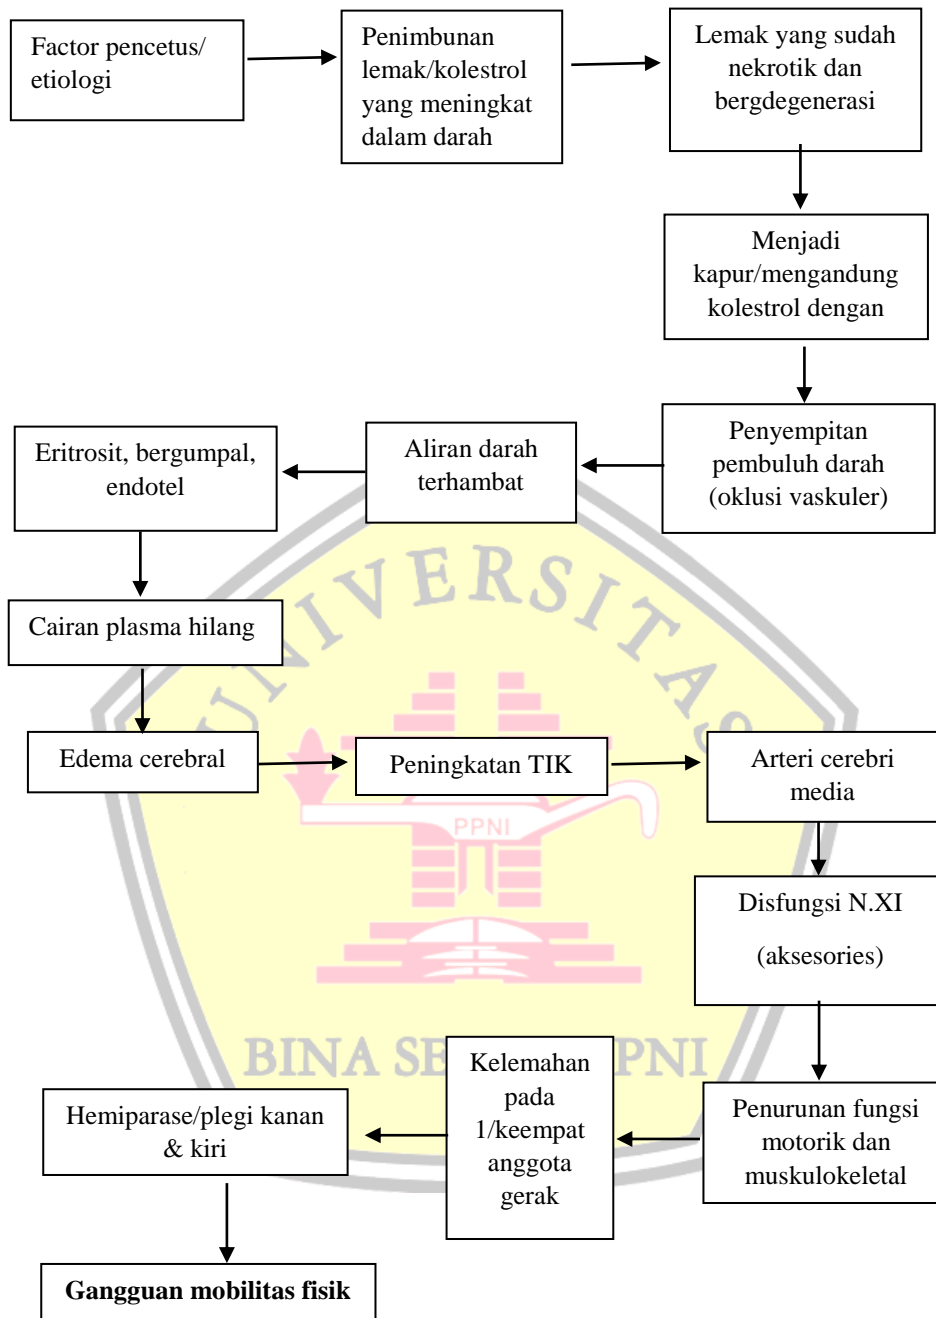 Factor pencetus/
etiologi
Penimbunan
lemak/kolestrol
yang meningkat
dalam darah
Lemak yang sudah
nekrotik dan
bergdegenerasi
Menjadi
kapur/mengandung
kolestrol dengan
Penyempitan
pembuluh darah
(oklusi vaskuler)
Aliran darah
terhambat
Eritrosit, bergumpal,
endotel
Cairan plasma hilang
Edema cerebral
Peningkatan TIK
Arteri cerebri
media
Disfungsi N.XI
(aksesories)
Penurunan fungsi
motorik dan
muskulokeletal
Kelemahan
pada
1/keempat
anggota
gerak
Hemiparase/plegi kanan
& kiri
Gangguan mobilitas fisik
UNIVERSITAS
PPNI
BINA SE PNI